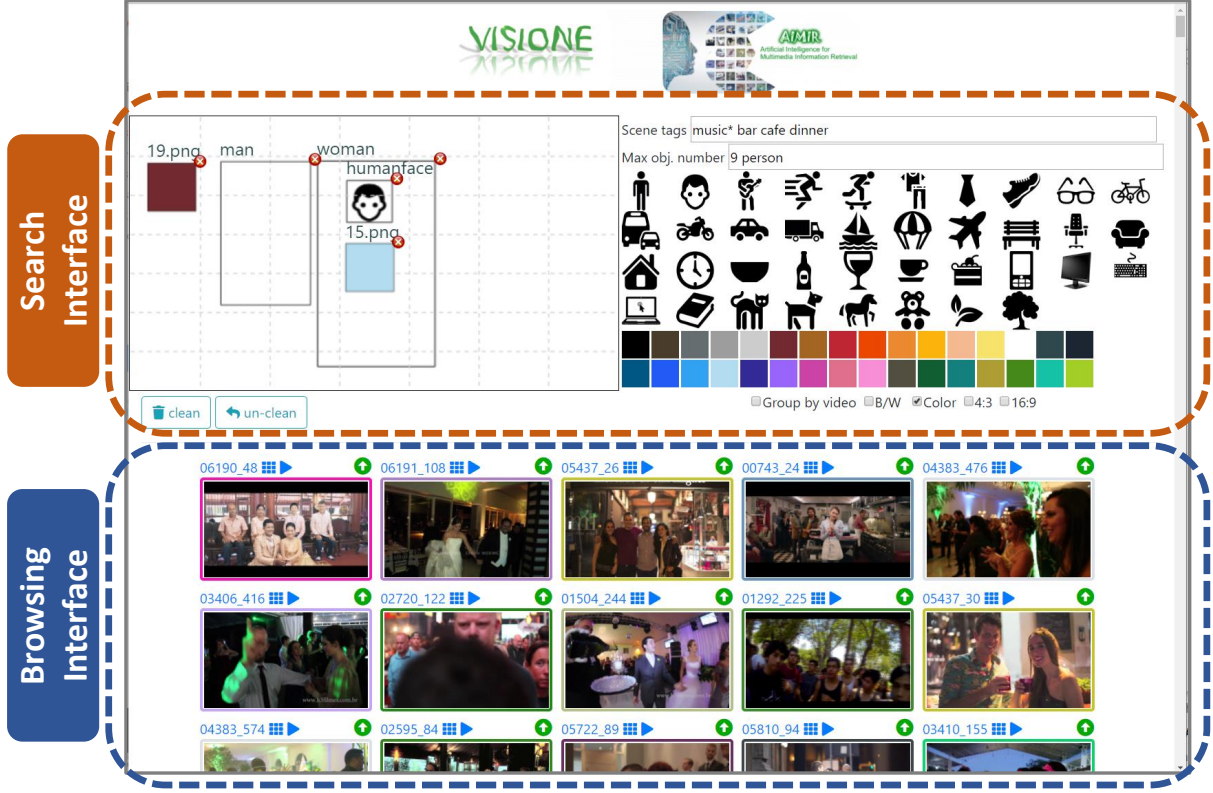 VISIONE
AIMIR
Artificial Intelligence for
Multimedia Information Retrieval
Search
Interface
19.png
man
woman
humanface
15.png
clean
un-clean
Scene tags music* bar cafe dinner
Max obj. number 9 person
Group by video B/W Color 4:3 16:9
Browsing
Interface
06190_48
06191_108
05437_26
00743_24
04383_476
03406_416
02720_122
01504_244
01292_225
05437_30
04383_574
02595_84
05722_89
05810_94
03410_155